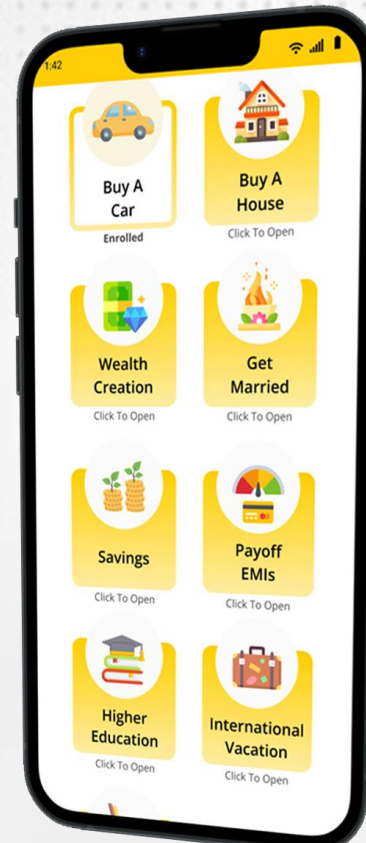 1:42
Buy A
Car
Enrolled
Buy A
House
Click To Open
Wealth
Creation
Click To Open
Get
Married
Click To Open
Savings
Click To Open
Payoff
EMIs
Click To Open
Higher
Education
Click To Open
International
Vacation
Click To Open